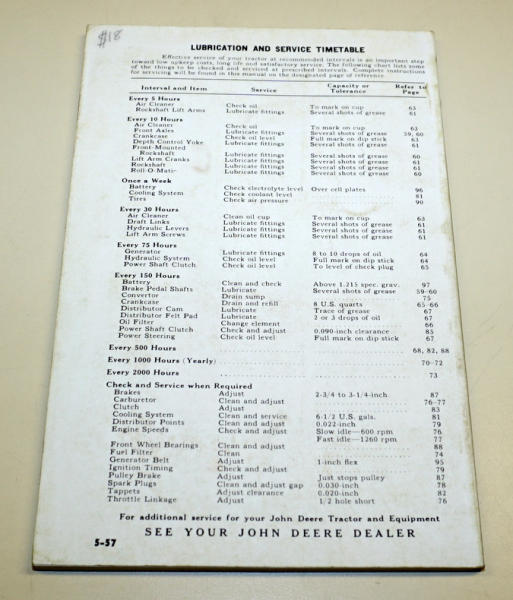 $18
LUBRICATION AND SERVICE TIMETABLE
Effective service of your tractor at recommended intervals is an important step
toward low upkeep costs, long life and satisfactory service. The following chart lists some
of the things to be checked and serviced at prescribed intervals. Complete instructions
for servicing will be found in this manual on the designated page of reference.
Interval and Item Service Capacity or Tolerance Refer to Page
Every 5 Hours
Air Cleaner Check oil To mark on cup 63
Rockshaft Lift Arms Lubricate fittings Several shots of grease 61
Every 10 Hours
Air Cleaner Check oil To mark on cup 63
Front Axles Lubricate fittings Several shots of grease 59, 60
Crankcase Check oil level Full mark on dip stick 63
Depth Control Yoke Lubricate fittings Several shots of grease 61
Front-Mounted
Rockshaft Lubricate fittings Several shots of grease 60
Lift Arm Cranks Lubricate fittings Several shots of grease 61
Rockshaft Lubricate fittings Several shots of grease 61
Roll-O-Matic Lubricate fittings Several shots of grease 60
Once a Week
Battery Check electrolyte level Over cell plates 96
Cooling System Check coolant level 81
Tires Check air pressure 90
Every 30 Hours
Air Cleaner Clean oil cup To mark on cup 63
Draft Links Lubricate fittings Several shots of grease 61
Hydraulic Levers Lubricate fittings Several shots of grease 61
Lift Arm Screws Lubricate fittings Several shots of grease 61
Every 75 Hours
Generator Lubricate fittings 8 to 10 drops of oil 64
Hydraulic System Check oil level Full mark on dip stick 64
Power Shaft Clutch Check oil level To level of check plug 65
Every 150 Hours
Battery Clean and check Above 1.215 spec. grav. 97
Brake Pedal Shafts Lubricate Several shots of grease 59-60
Convertor Drain sump 75
Crankcase Drain and refill 8 U.S. quarts 65-66
Distributor Cam Lubricate Trace of grease 67
Distributor Felt Pad Lubricate 2 or 3 drops of oil 67
Oil Filter Change element 66
Power Shaft Clutch Check and adjust 0.090-inch clearance 85
Power Steering Check oil level Full mark on dip stick 67
Every 500 Hours 68, 82, 88
Every 1000 Hours (Yearly) 70-72
Every 2000 Hours 73
Check and Service when Required
Brakes Adjust 2-3/4 to 3-1/4-inch 87
Carburetor Clean and adjust 76-77
Clutch Adjust 83
Cooling System Clean and service 6-1/2 U.S. gals. 81
Distributor Points Clean and adjust 0.022-inch 79
Engine Speeds Check and adjust Slow idle-600 rpm 76
Fast idle-1260 rpm 77
Front Wheel Bearings Clean and adjust 88
Fuel Filter Clean 74
Generator Belt Adjust 1-inch flex 95
Ignition Timing Check and adjust 79
Pulley Brake Adjust Just stops pulley 87
Spark Plugs Clean and adjust gap 0.030-inch 78
Tappets Adjust clearance 0.020-inch 82
Throttle Linkage Adjust 1/2 hole short 76
For additional service for your John Deere Tractor and Equipment
SEE YOUR JOHN DEERE DEALER
5-57